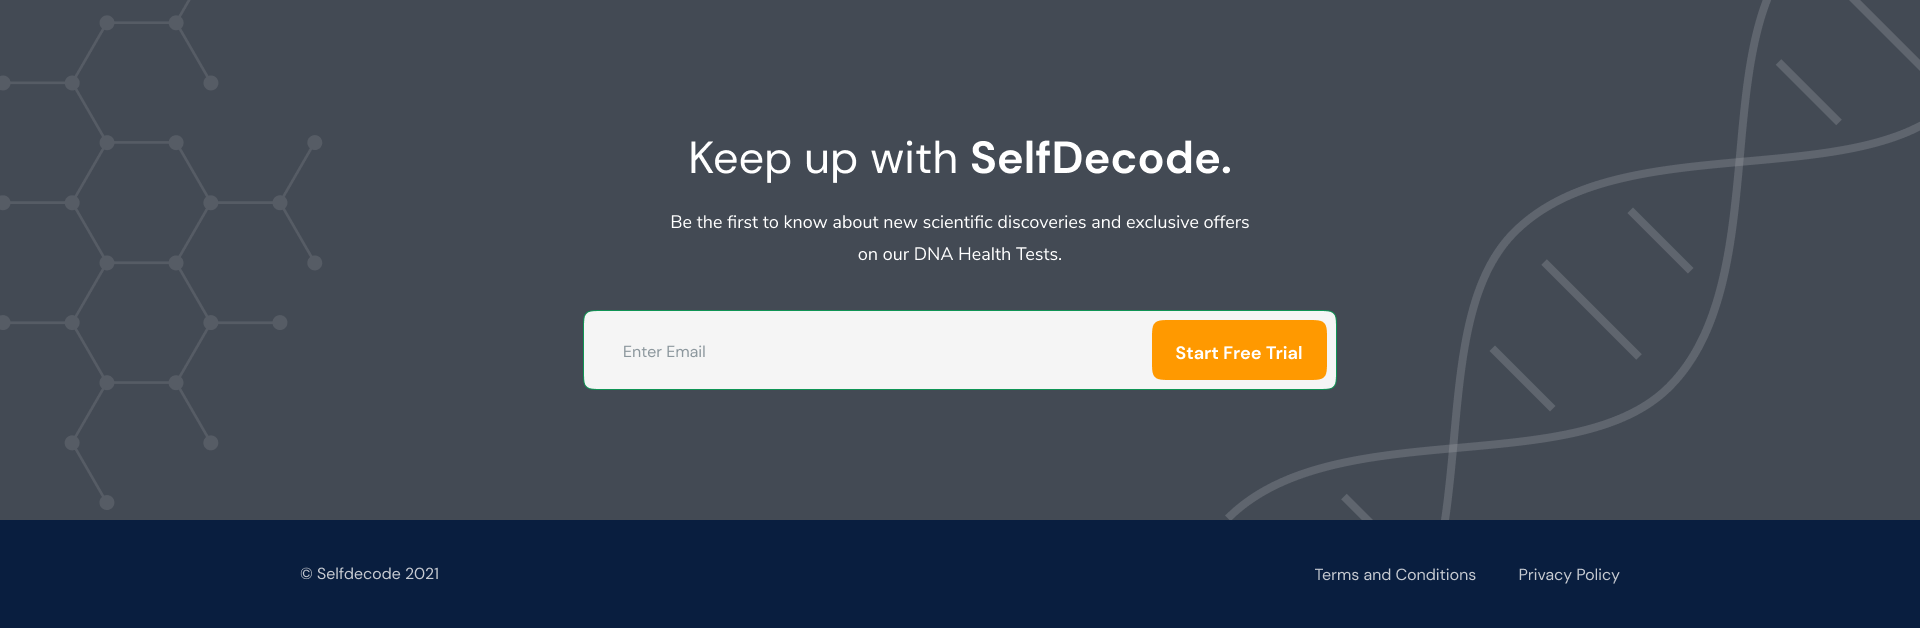 Keep up with SelfDecode.
Be the first to know about new scientific discoveries and exclusive offers
on our DNA Health Tests.
Enter Email
Start Free Trial
© Selfdecode 2021
Terms and Conditions
Privacy Policy